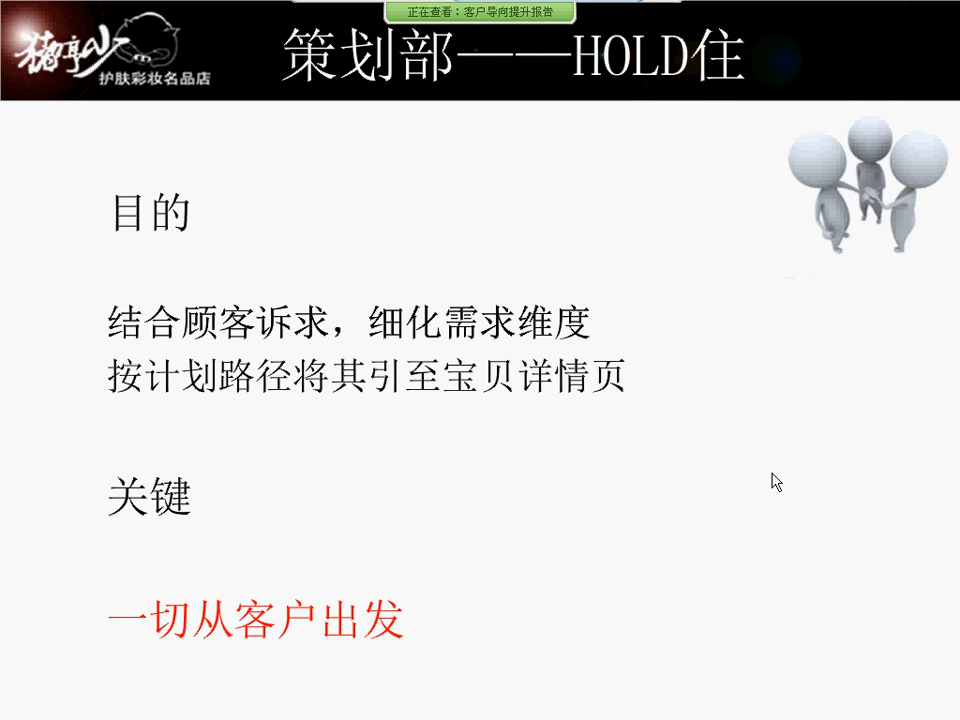 正在查看：客户导向提升报告
猪哼少
护肤彩妆名品店
策划部——HOLD住
目的
结合顾客诉求，细化需求维度
按计划路径将其引至宝贝详情页
关键
一切从客户出发